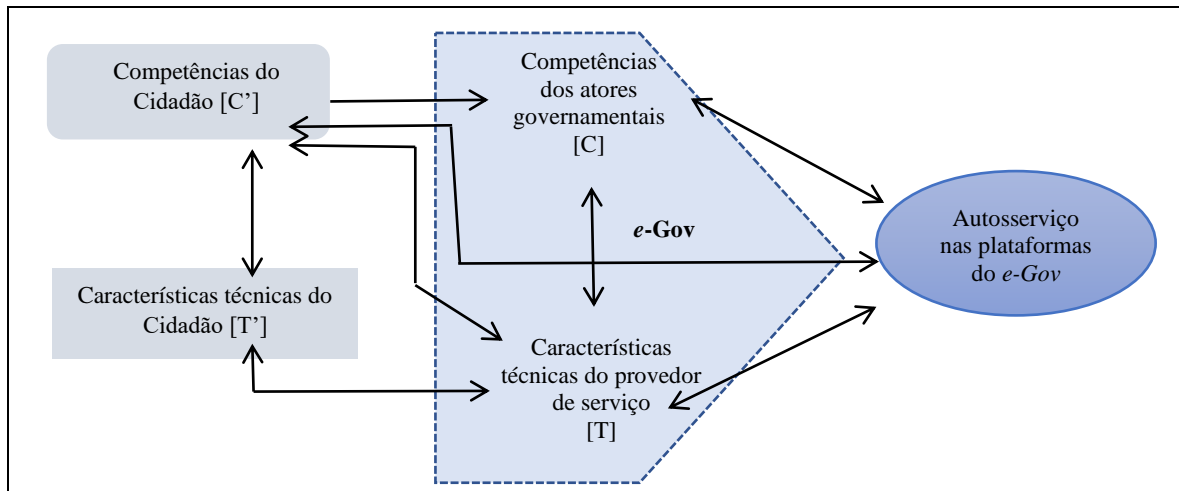 Competências do
Cidadão [C’]
Características técnicas do
Cidadão [T’]
Competências
dos atores
governamentais
[C]
e-Gov
Características
técnicas do provedor
de serviço
[T]
Autosserviço
nas plataformas
do e-Gov